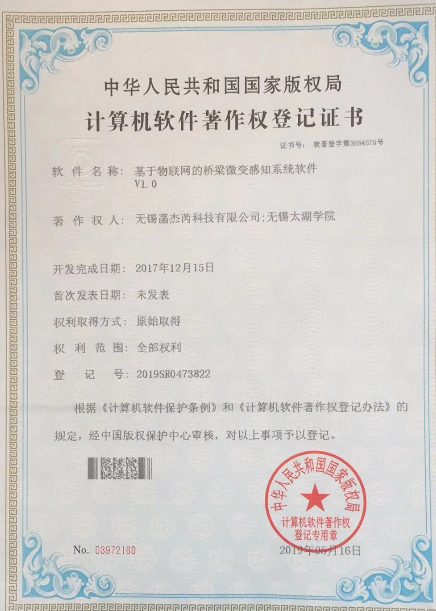 中华人民共和国国家版权局
计算机软件著作权登记证书
证书号： 软著登字第3894579号
软件名称： 基于物联网的桥梁微变感知系统软件
V1.0
著作权人： 无锡菡杰芮科技有限公司;无锡太湖学院
开发完成日期： 2017年12月15日
首次发表日期： 未发表
权利取得方式： 原始取得
权利范围： 全部权利
登记号： 2019SR0473822
根据《计算机软件保护条例》和《计算机软件著作权登记办法》的
规定，经中国版权保护中心审核，对以上事项予以登记。
中华人民共和国国家版权局
计算机软件著作权
登记专用章
No. 03972160
2019年05月16日